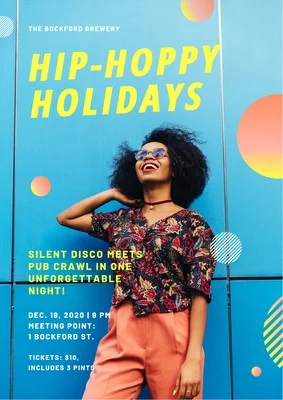 THE BOCKFORD BREWERY
HIP-HOPPY
HOLIDAYS
SILENT DISCO MEETS
PUB CRAWL IN ONE
UNFORGETTABLE
NIGHT!
DEC. 19, 2020 | 9 PM
MEETING POINT:
1 BOCKFORD ST.
TICKETS: $10,
INCLUDES 3 PINTS